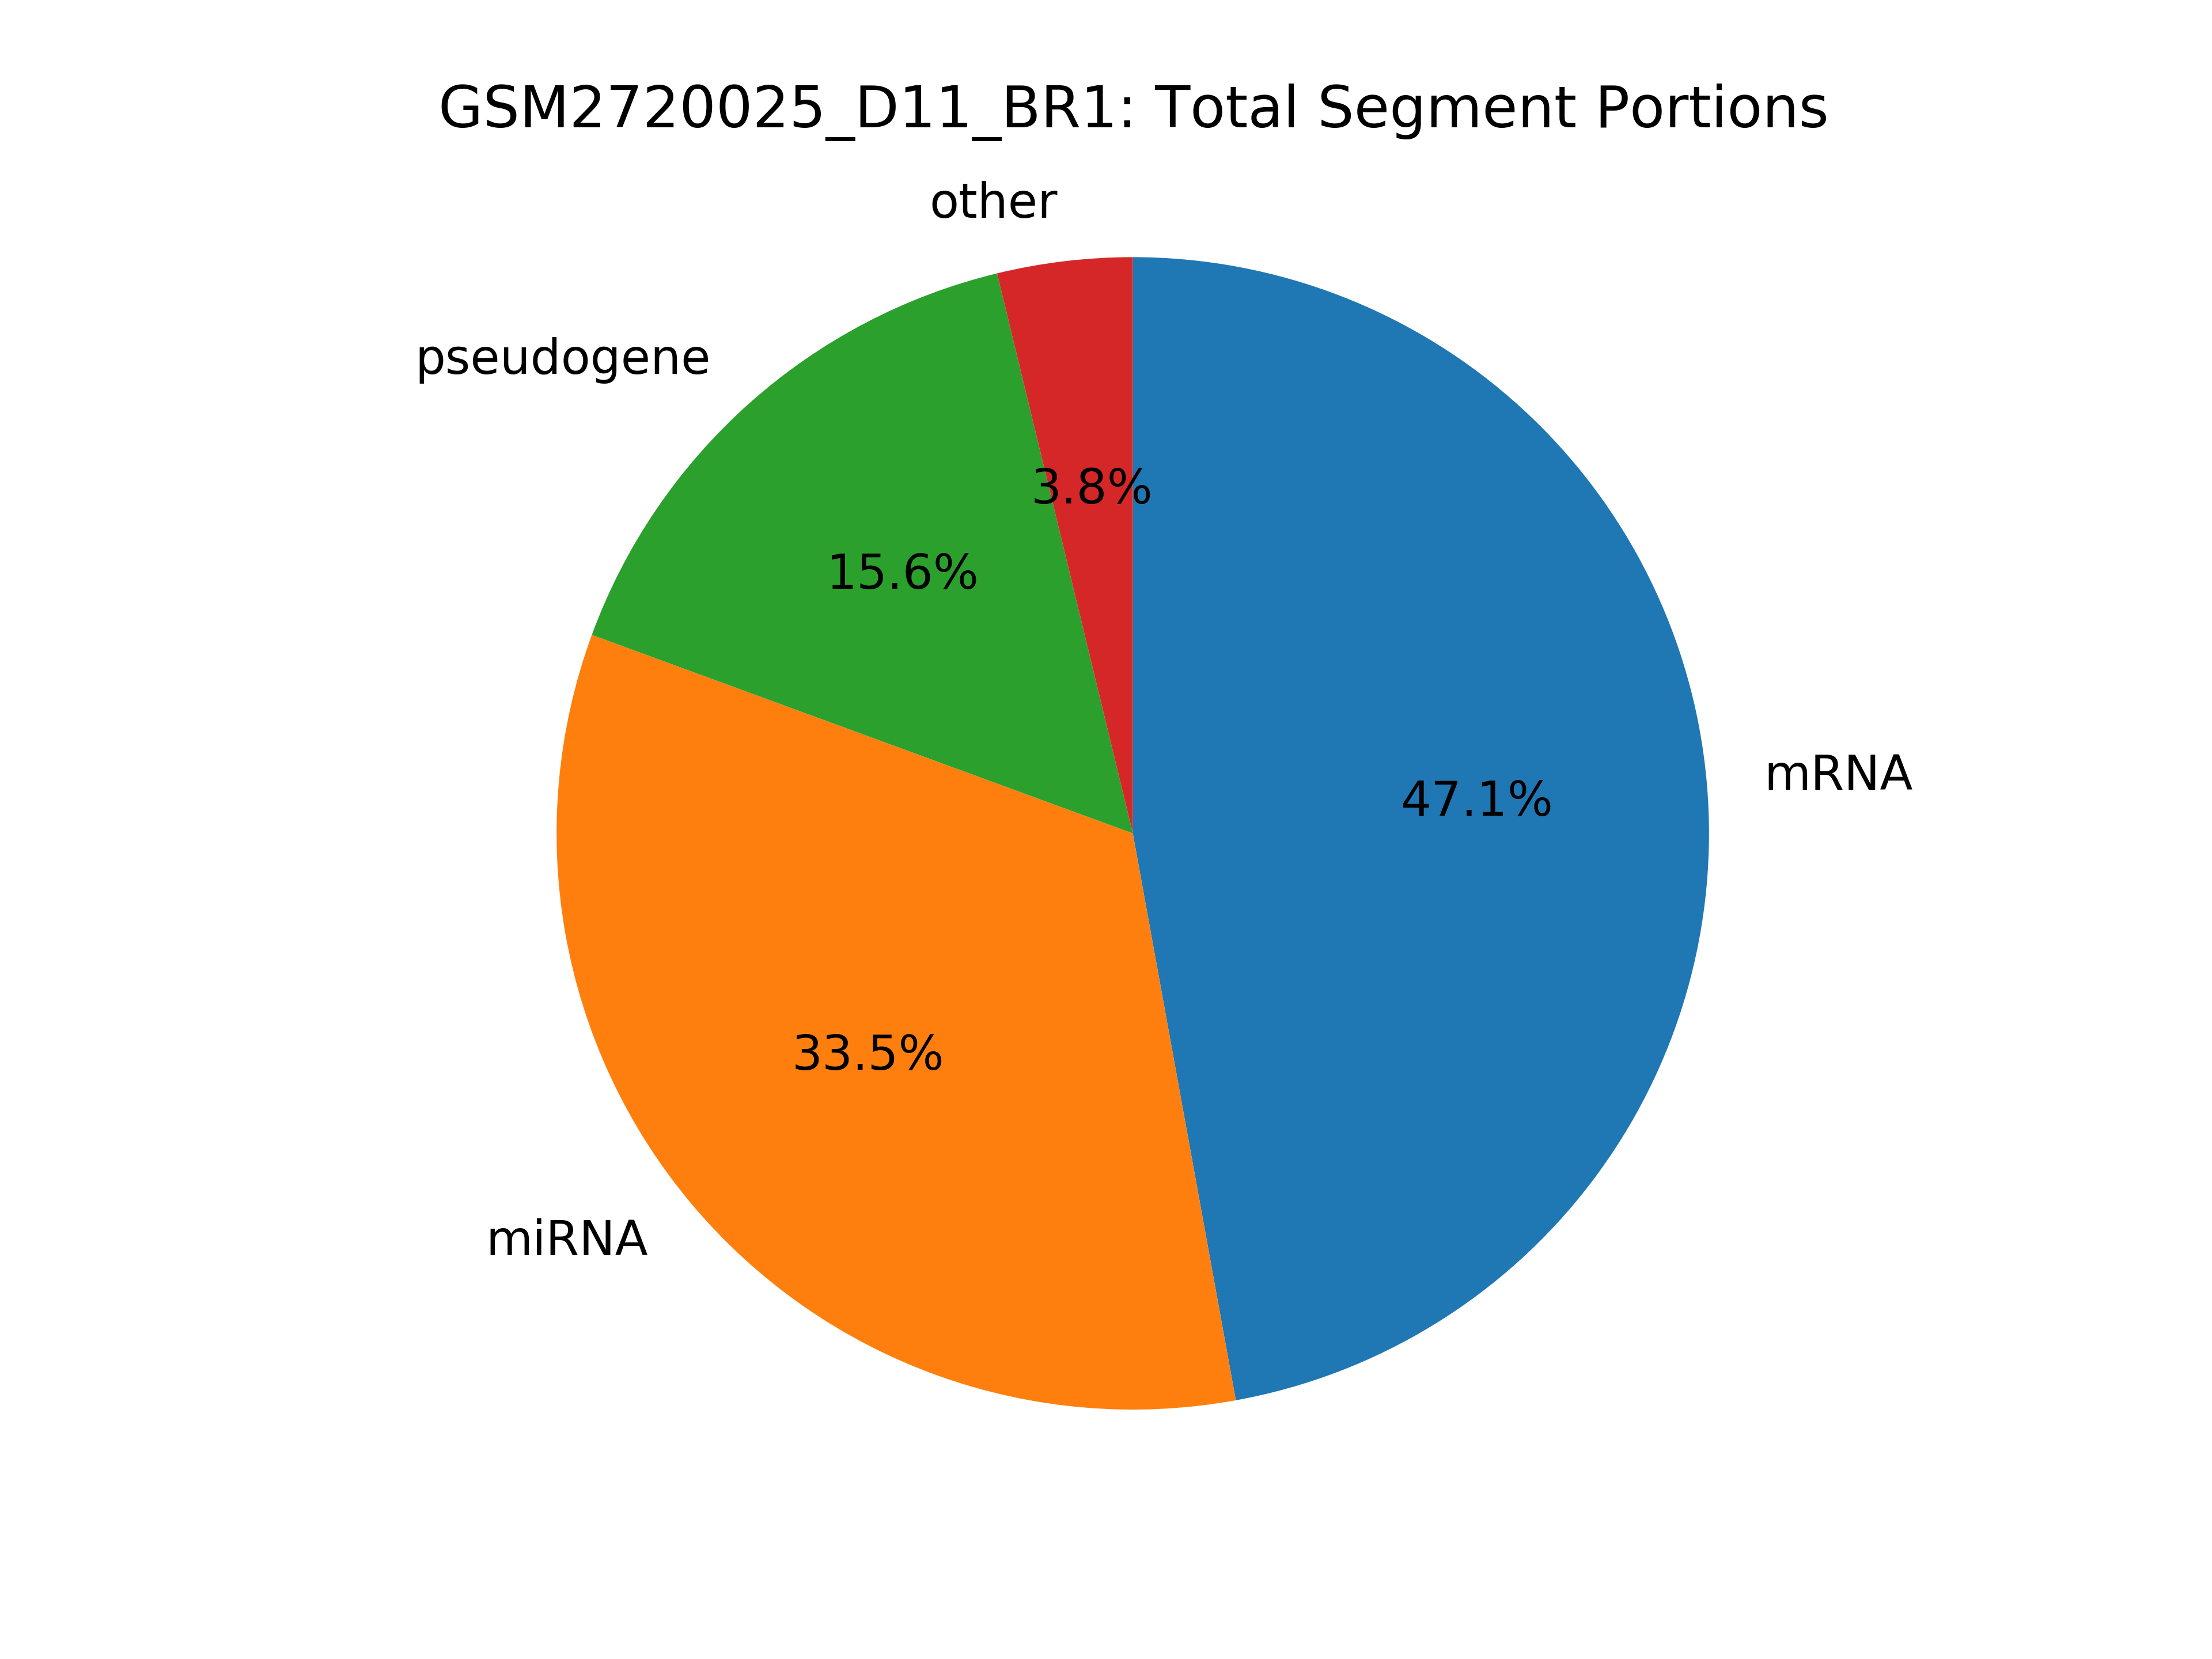 GSM2720025_D11_BR1: Total Segment Portions
other
pseudogene
3.8%
15.6%
mRNA
47.1%
33.5%
miRNA